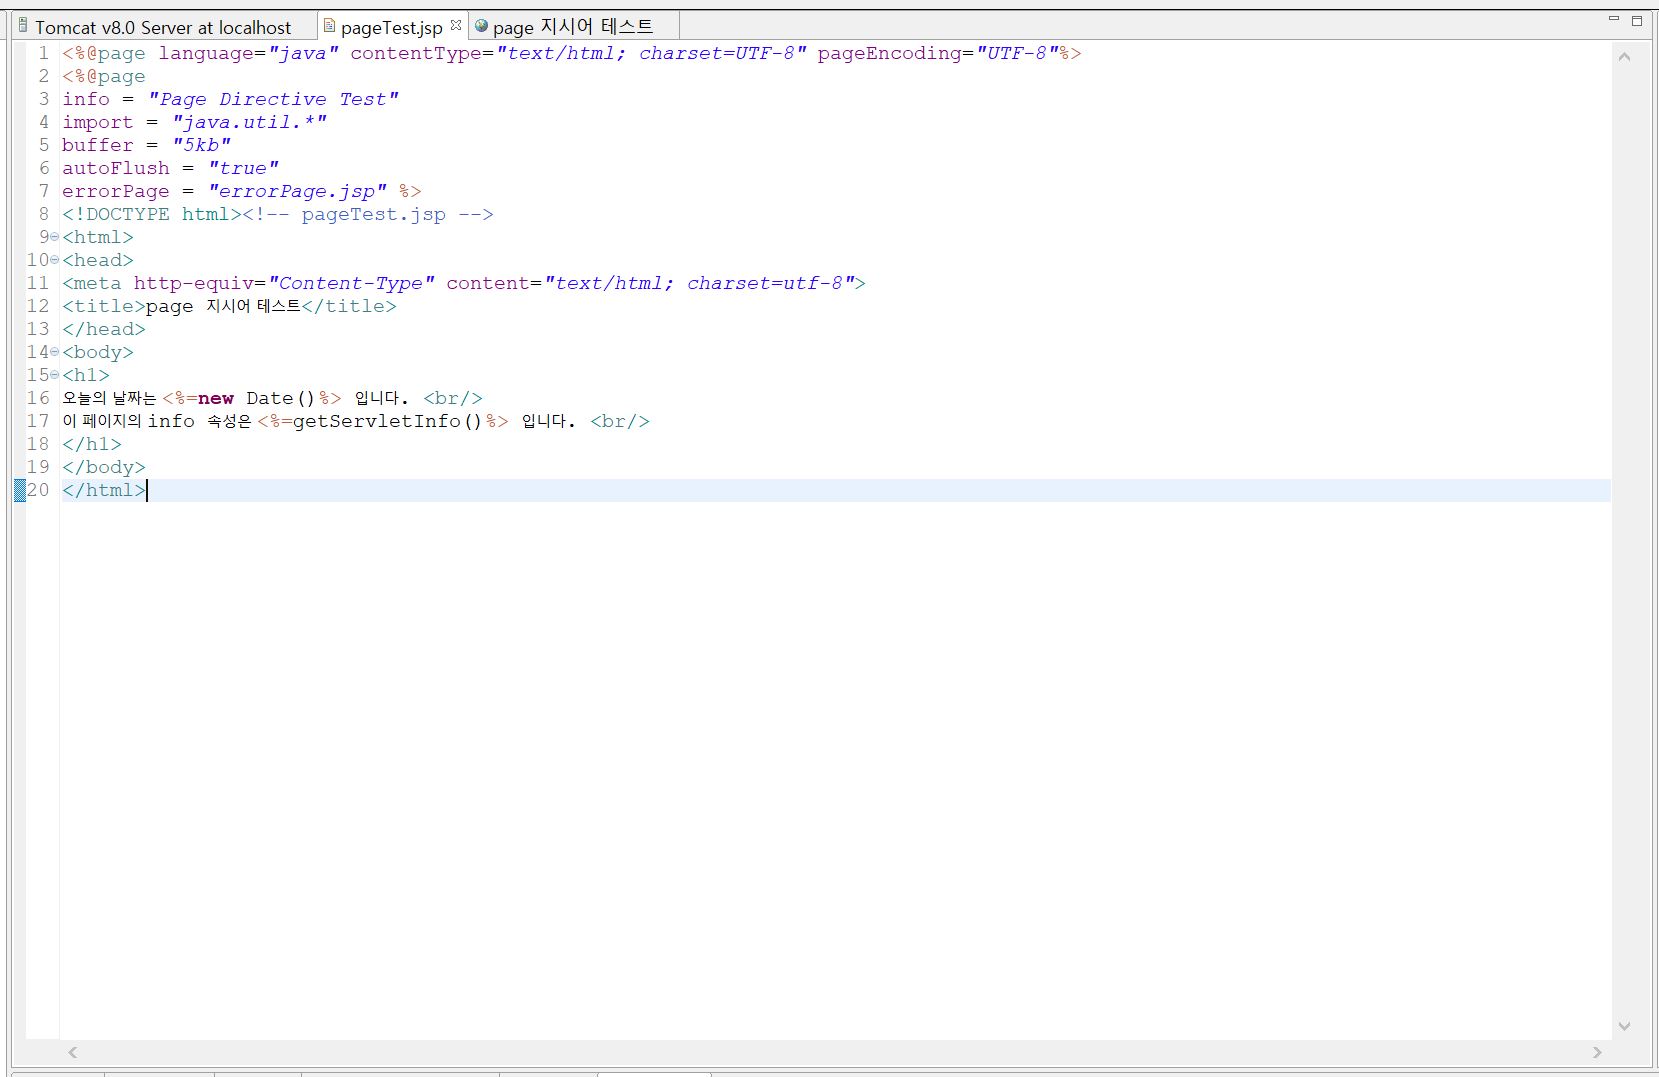 Tomcat v8.0 Server at localhost pageTest.jsp page 지시어 테스트
1 <%@page language="java" contentType="text/html; charset=UTF-8" pageEncoding="UTF-8"%>
2 <%@page
3 info = "Page Directive Test"
4 import = "java.util.*"
5 buffer = "5kb"
6 autoFlush = "true"
7 errorPage = "errorPage.jsp" %>
8 <!DOCTYPE html><!-- pageTest.jsp -->
9 <html>
10 <head>
11 <meta http-equiv="Content-Type" content="text/html; charset=utf-8">
12 <title>page 지시어 테스트</title>
13 </head>
14 <body>
15 <h1>
16 오늘의 날짜는 <%=new Date()%> 입니다. <br/>
17 이 페이지의 info 속성은 <%=getServletInfo()%> 입니다. <br/>
18 </h1>
19 </body>
20 </html>